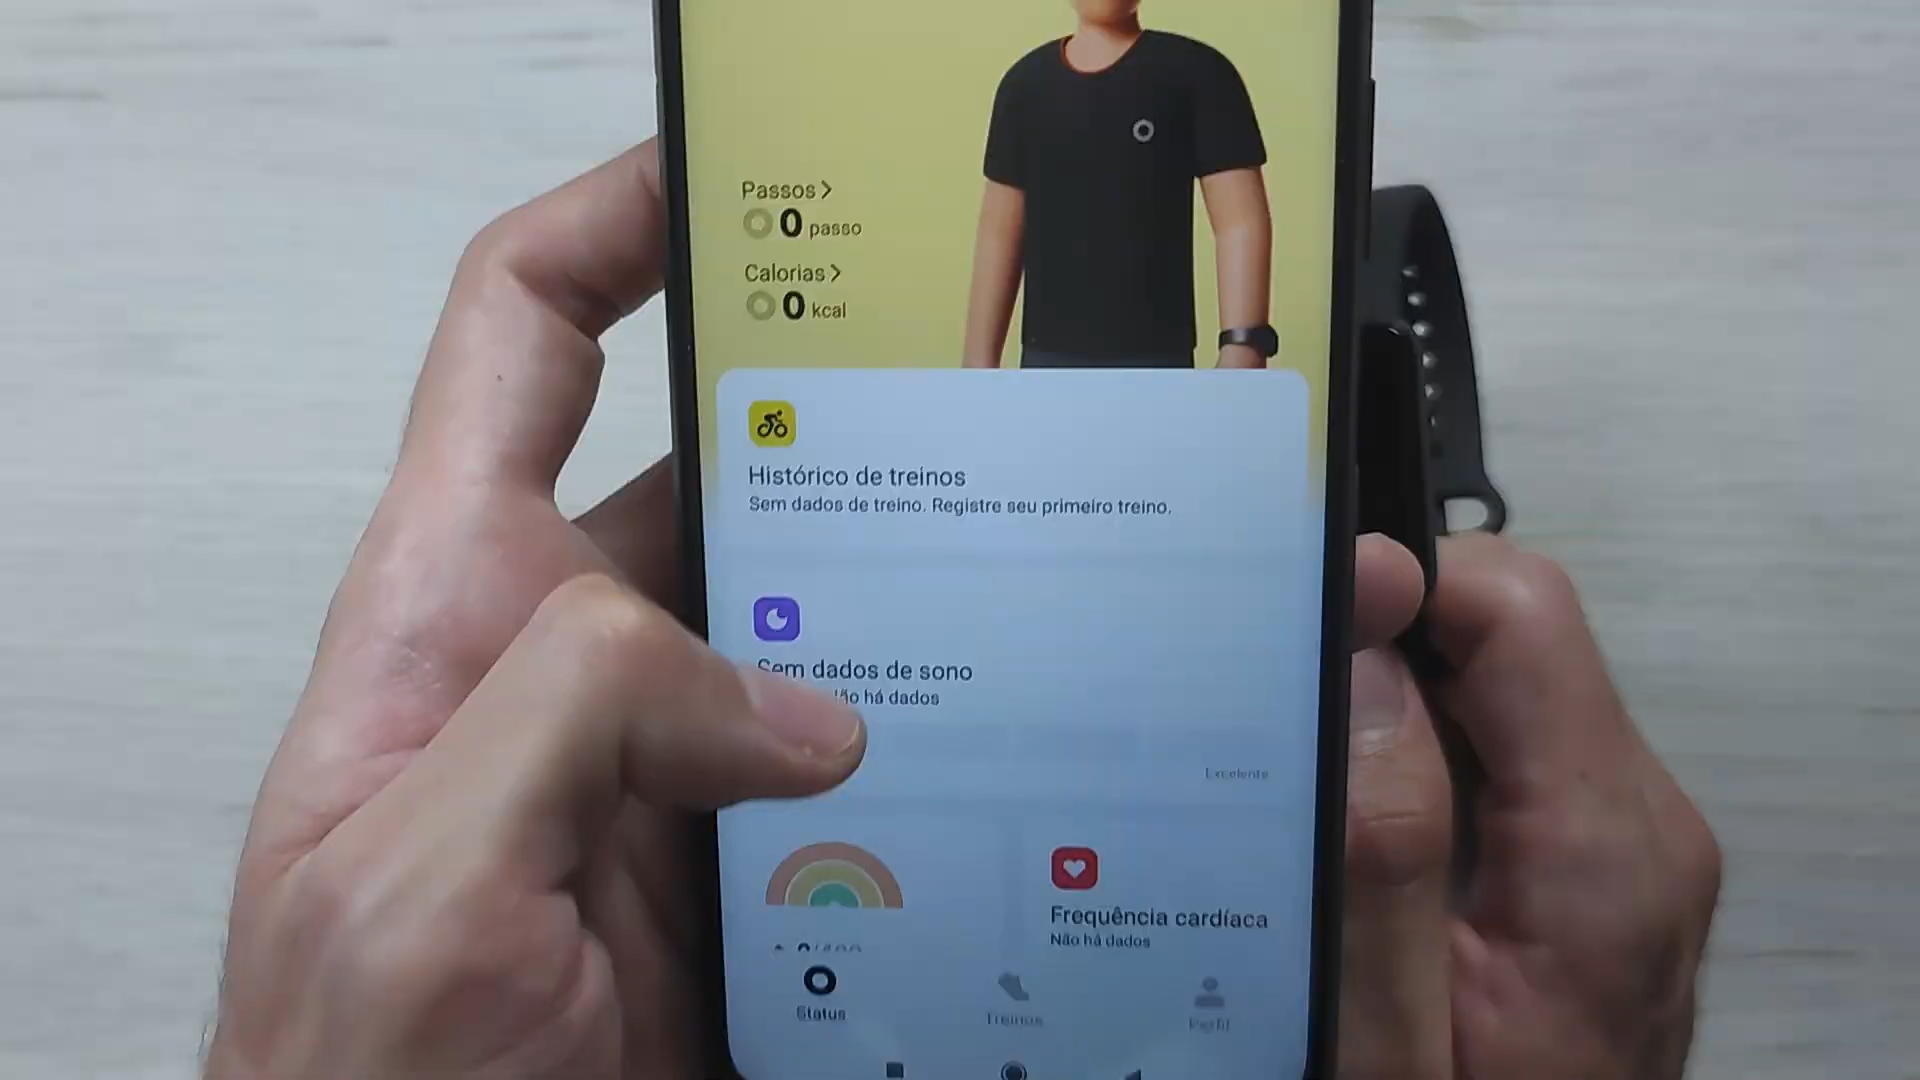 Passos >
0 passo
Calorias >
0 kcal
Histórico de treinos
Sem dados de treino. Registre seu primeiro treino.
Sem dados de sono
há dados
Excelente
Frequência cardíaca
Não há dados
Status
Treinos
Perfil